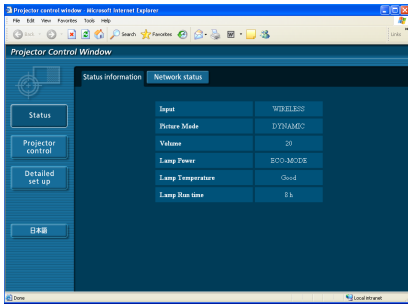 Projector control window - Microsoft Internet Explorer
File Edit View Favorites Tools Help
Back Search Favorites Links
Projector Control Window
Status information Network status
Status
Projector control
Detailed set up
日本語
Input WIRELESS
Picture Mode DYNAMIC
Volume 20
Lamp Power ECO-MODE
Lamp Temperature Good
Lamp Run time 8 h
Done Local intranet